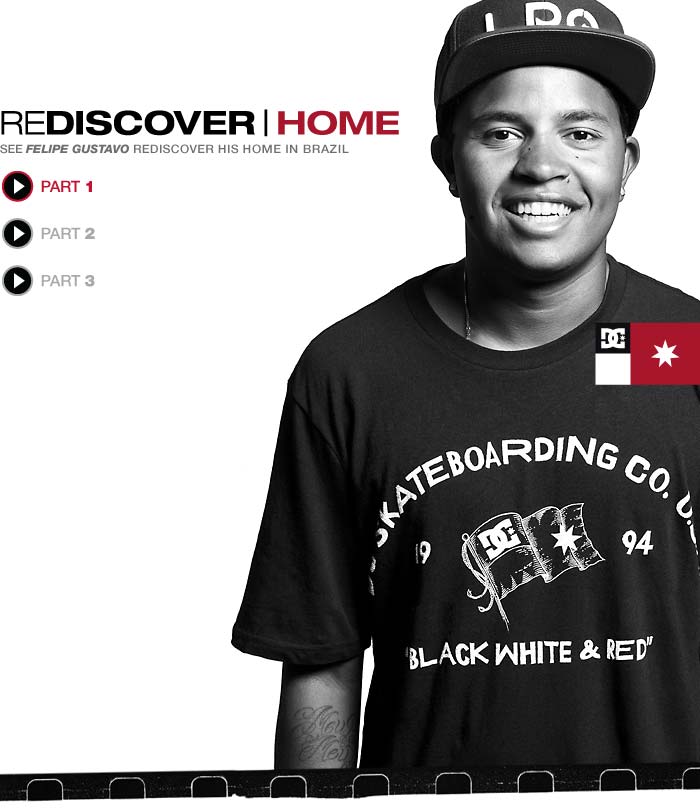 REDISCOVER | HOME
SEE FELIPE GUSTAVO REDISCOVER HIS HOME IN BRAZIL
PART 1
PART 2
PART 3
DC
SKATEBOARDING CO. U.S
DC
19 94
"BLACK WHITE & RED"